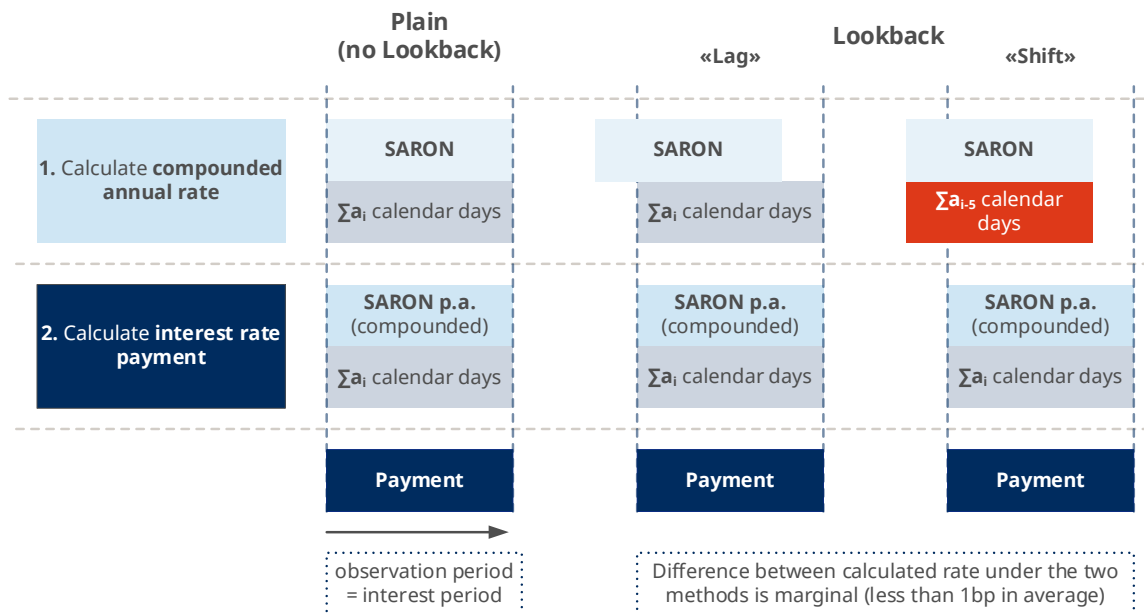 Plain
(no Lookback)
Lookback
«Lag»
«Shift»
1. Calculate compounded
annual rate
SARON
∑ai calendar days
SARON
∑ai calendar days
SARON
∑ai-5 calendar
days
2. Calculate interest rate
payment
SARON p.a.
(compounded)
∑ai calendar days
SARON p.a.
(compounded)
∑ai calendar days
SARON p.a.
(compounded)
∑ai calendar days
Payment
Payment
Payment
observation period
= interest period
Difference between calculated rate under the two
methods is marginal (less than 1bp in average)